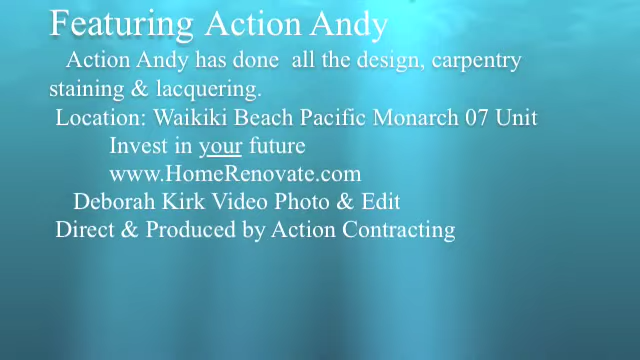 Featuring Action Andy
Action Andy has done all the design, carpentry
staining & lacquering.
Location: Waikiki Beach Pacific Monarch 07 Unit
Invest in your future
www.HomeRenovate.com
Deborah Kirk Video Photo & Edit
Direct & Produced by Action Contracting